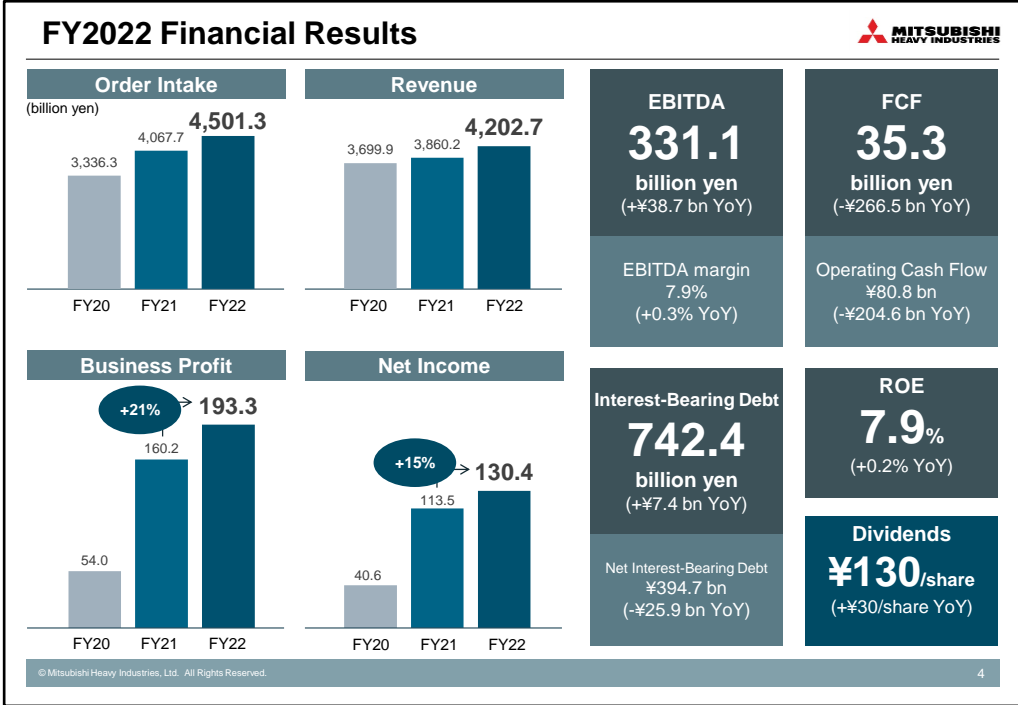 FY2022 Financial Results
MITSUBISHI
HEAVY INDUSTRIES
Order Intake
(billion yen)
3,336.3
4,067.7
4,501.3
FY20
FY21
FY22
Revenue
3,699.9
3,860.2
4,202.7
FY20
FY21
FY22
EBITDA
331.1
billion yen
(+¥38.7 bn YoY)
EBITDA margin
7.9%
(+0.3% YoY)
FCF
35.3
billion yen
(-¥266.5 bn YoY)
Operating Cash Flow
¥80.8 bn
(-¥204.6 bn YoY)
Business Profit
+21%
193.3
160.2
54.0
FY20
FY21
FY22
Net Income
+15%
130.4
113.5
40.6
FY20
FY21
FY22
Interest-Bearing Debt
742.4
billion yen
(+¥7.4 bn YoY)
Net Interest-Bearing Debt
¥394.7 bn
(-¥25.9 bn YoY)
ROE
7.9%
(+0.2% YoY)
Dividends
¥130/share
(+¥30/share YoY)
© Mitsubishi Heavy Industries, Ltd. All Rights Reserved.
4